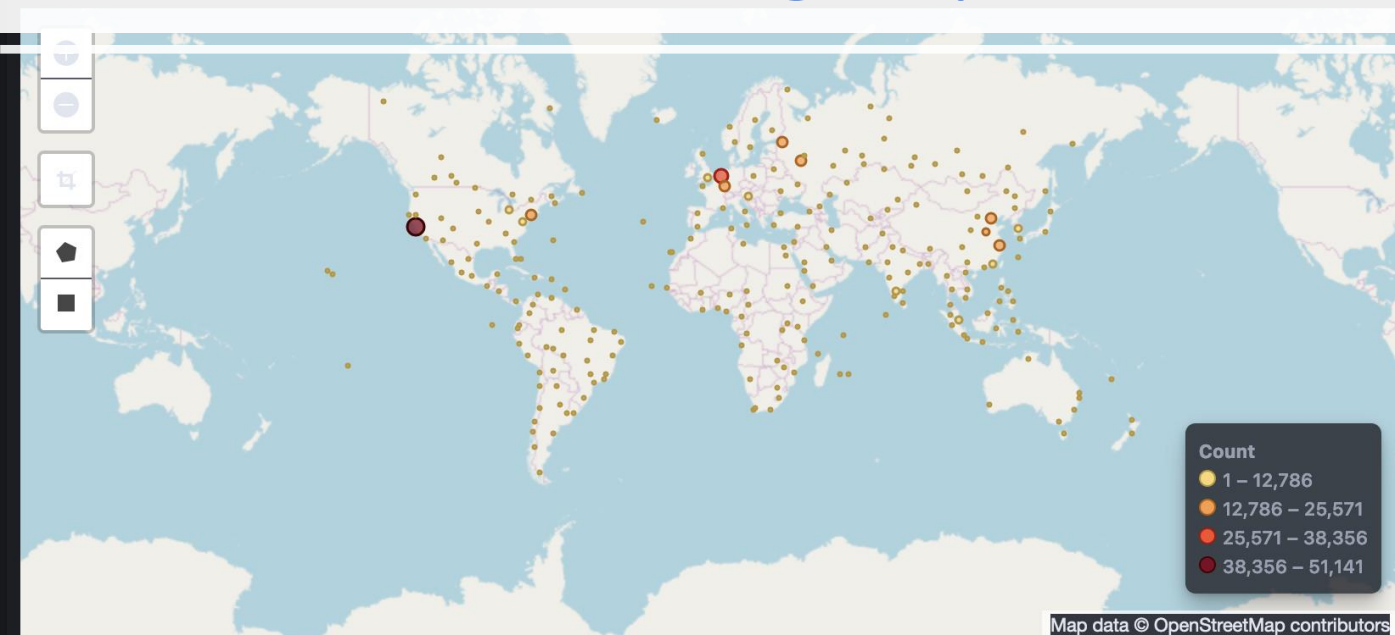 Count
1 – 12,786
12,786 – 25,571
25,571 – 38,356
38,356 – 51,141
Map data © OpenStreetMap contributors